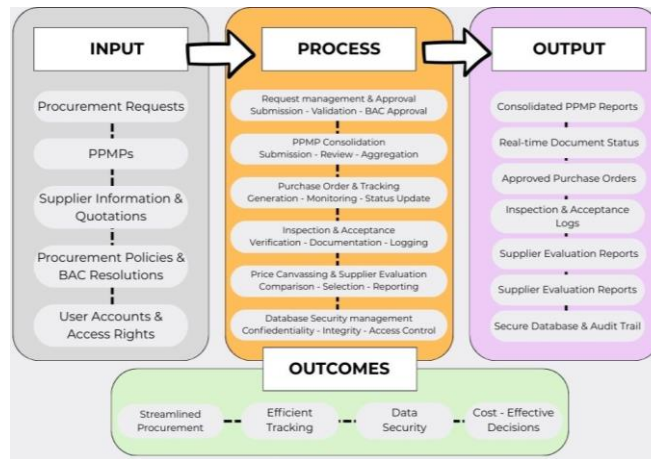 INPUT
Procurement Requests
PPMPs
Supplier Information &
Quotations
Procurement Policies &
BAC Resolutions
User Accounts &
Access Rights
PROCESS
Request management & Approval
Submission - Validation - BAC Approval
PPMP Consolidation
Submission - Review - Aggregation
Purchase Order & Tracking
Generation - Monitoring - Status Update
Inspection & Acceptance
Verification - Documentation - Logging
Price Canvassing & Supplier Evaluation
Comparison - Selection - Reporting
Database Security management
Confiedentiality - Integrity - Access Control
OUTPUT
Consolidated PPMP Reports
Real-time Document Status
Approved Purchase Orders
Inspection & Acceptance
Logs
Supplier Evaluation Reports
Supplier Evaluation Reports
Secure Database & Audit Trail
OUTCOMES
Streamlined
Procurement
Efficient
Tracking
Data
Security
Cost - Effective
Decisions